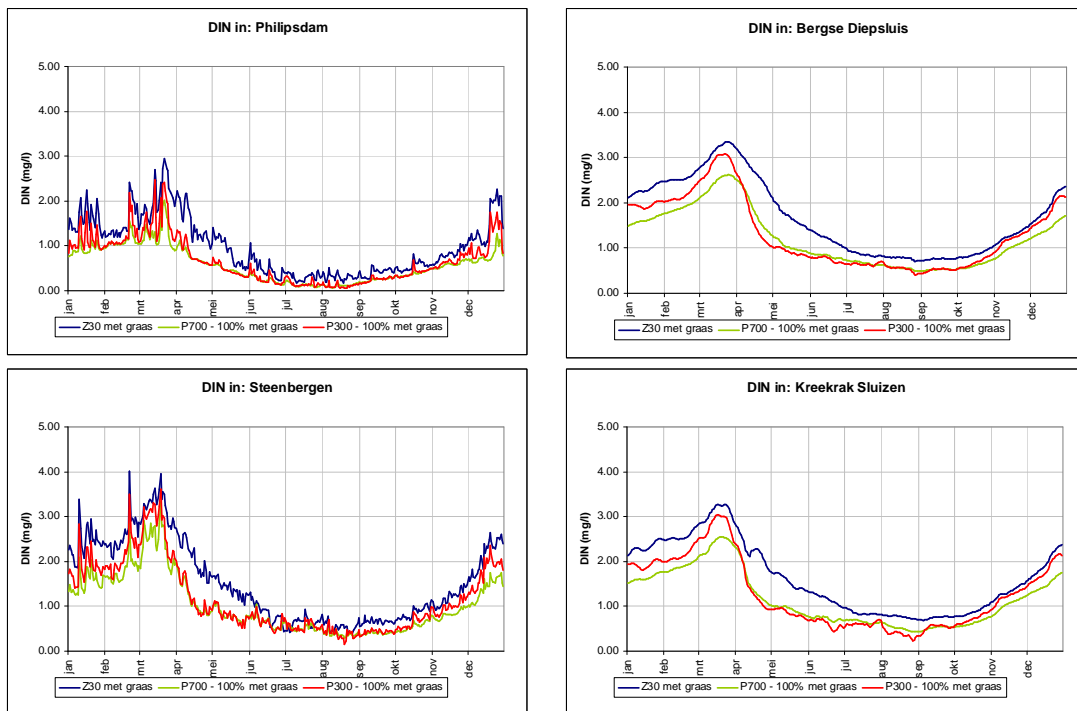 DIN in: Philipsdam
5.00
4.00
3.00
2.00
1.00
0.00
DIN (mg/l)
jan
feb
mrt
apr
mei
jun
jul
aug
sep
okt
nov
dec
Z30 met graas
P700 - 100% met graas
P300 - 100% met graas
DIN in: Bergse Diepsluis
5.00
4.00
3.00
2.00
1.00
0.00
DIN (mg/l)
jan
feb
mrt
apr
mei
jun
jul
aug
sep
okt
nov
dec
Z30 met graas
P700 - 100% met graas
P300 - 100% met graas
DIN in: Steenbergen
5.00
4.00
3.00
2.00
1.00
0.00
DIN (mg/l)
jan
feb
mrt
apr
mei
jun
jul
aug
sep
okt
nov
dec
Z30 met graas
P700 - 100% met graas
P300 - 100% met graas
DIN in: Kreekrak Sluizen
5.00
4.00
3.00
2.00
1.00
0.00
DIN (mg/l)
jan
feb
mrt
apr
mei
jun
jul
aug
sep
okt
nov
dec
Z30 met graas
P700 - 100% met graas
P300 - 100% met graas